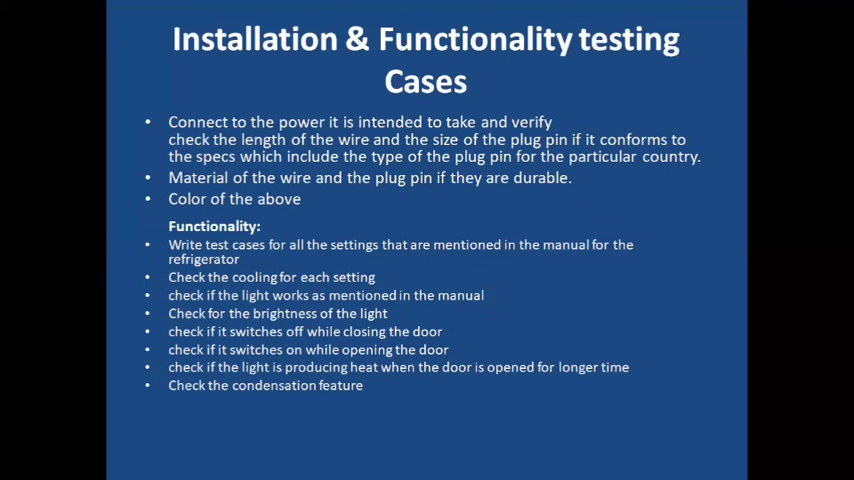 Installation & Functionality testing
Cases
• Connect to the power it is intended to take and verify
check the length of the wire and the size of the plug pin if it conforms to
the specs which include the type of the plug pin for the particular country.
• Material of the wire and the plug pin if they are durable.
• Color of the above
Functionality:
• Write test cases for all the settings that are mentioned in the manual for the
refrigerator
• Check the cooling for each setting
• check if the light works as mentioned in the manual
• Check for the brightness of the light
• check if it switches off while closing the door
• check if it switches on while opening the door
• check if the light is producing heat when the door is opened for longer time
• Check the condensation feature